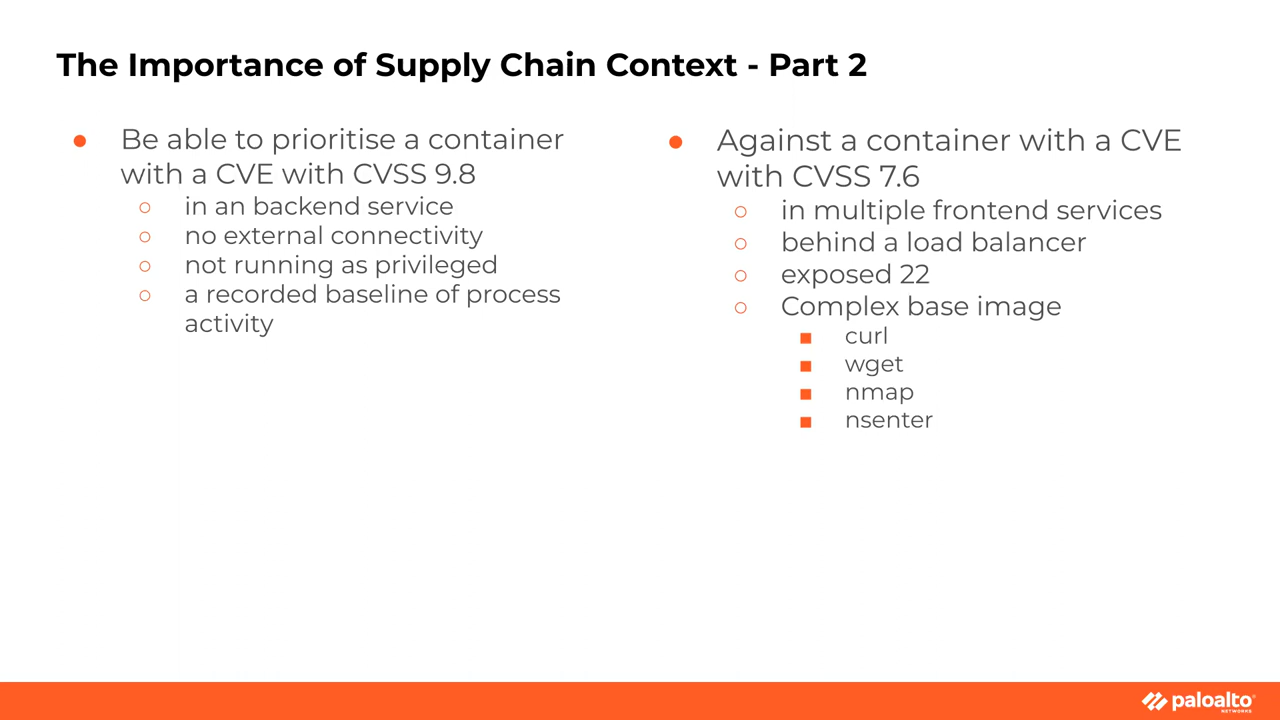 The Importance of Supply Chain Context - Part 2
● Be able to prioritise a container
with a CVE with CVSS 9.8
○ in an backend service
○ no external connectivity
○ not running as privileged
○ a recorded baseline of process
activity
● Against a container with a CVE
with CVSS 7.6
○ in multiple frontend services
○ behind a load balancer
○ exposed 22
○ Complex base image
■ curl
■ wget
■ nmap
■ nsenter
paloalto
NETWORKS